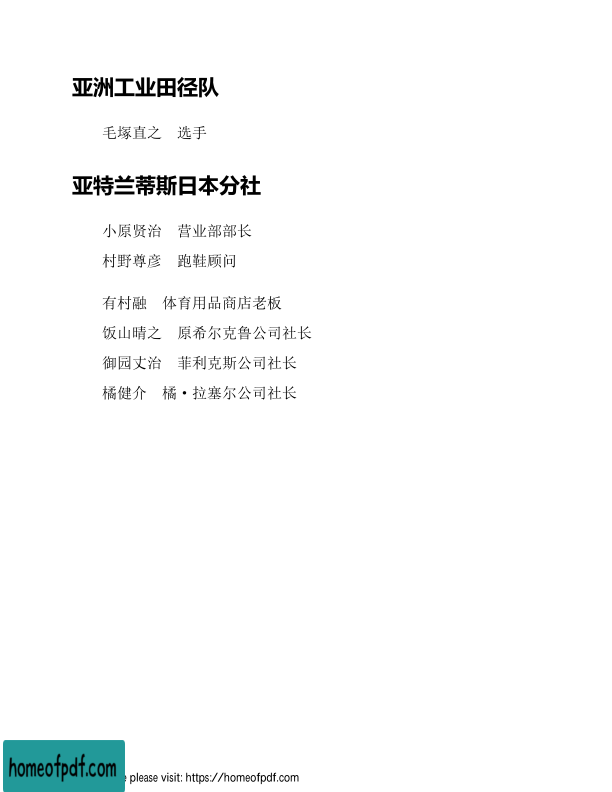 亚洲工业田径队
毛塚直之　选手
亚特兰蒂斯日本分社
小原贤治　营业部部长
村野尊彦　跑鞋顾问
有村融　体育用品商店老板
饭山晴之　原希尔克鲁公司社长
御园丈治　菲利克斯公司社长
橘健介　橘·拉塞尔公司社长
homeofpdf.com
please visit: https://homeofpdf.com